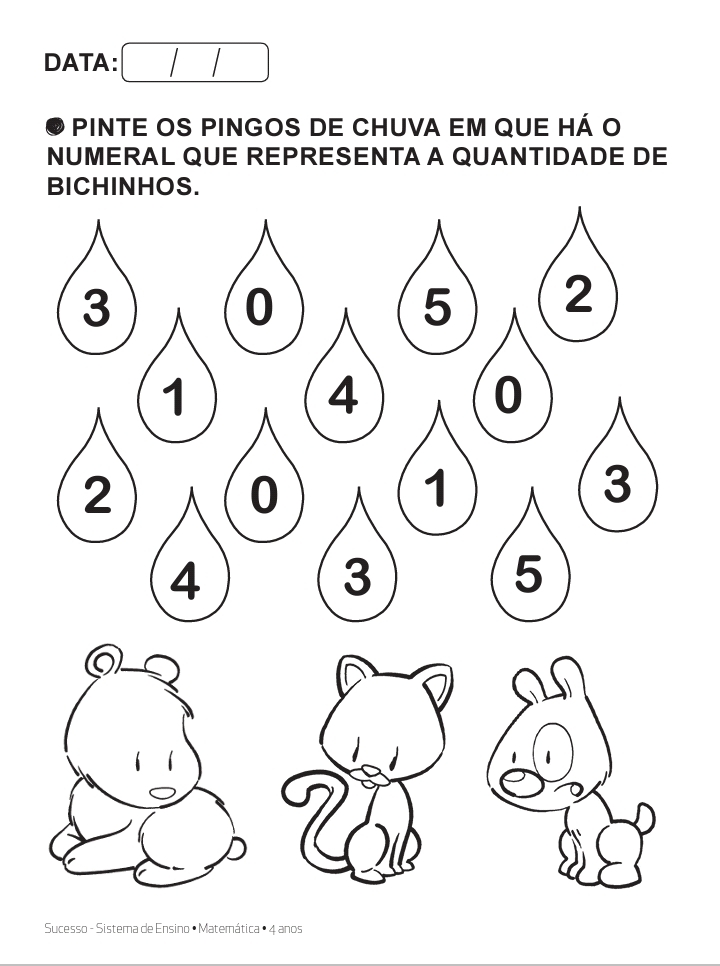 DATA: / /
PINTE OS PINGOS DE CHUVA EM QUE HÁ O
NUMERAL QUE REPRESENTA A QUANTIDADE DE
BICHINHOS.
3 0 5 2
1 4 0
2 0 1 3
4 3 5
Sucesso - Sistema de Ensino • Matemática • 4 anos